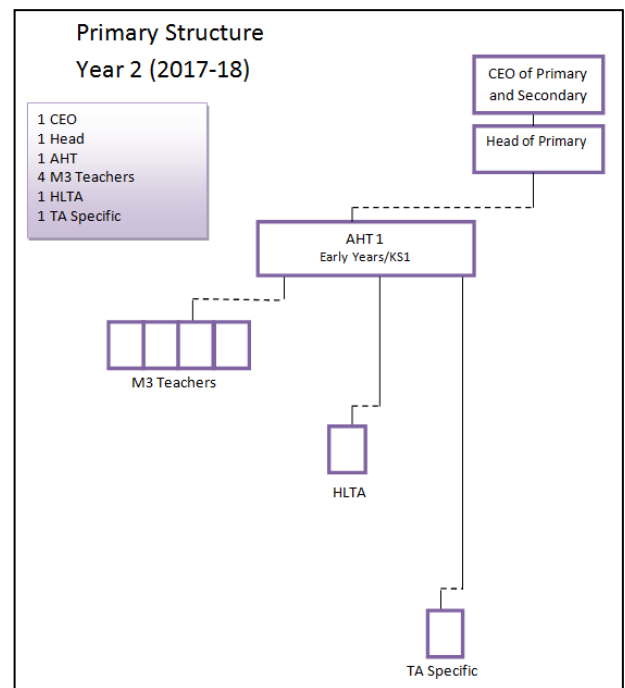 Primary Structure
Year 2 (2017-18)
1 CEO
1 Head
1 AHT
4 M3 Teachers
1 HLTA
1 TA Specific
CEO of Primary
and Secondary
Head of Primary
AHT 1
Early Years/KS1
M3 Teachers
HLTA
TA Specific